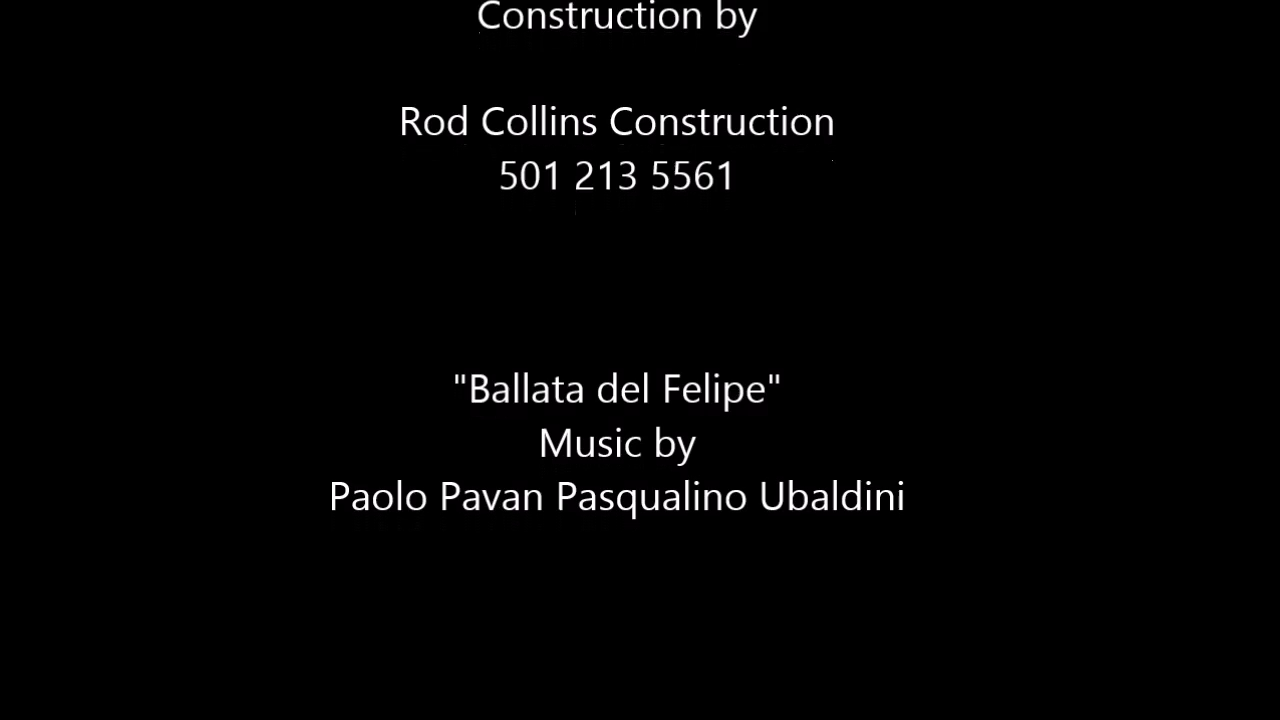 Construction by
Rod Collins Construction
501 213 5561
"Ballata del Felipe"
Music by
Paolo Pavan Pasqualino Ubaldini